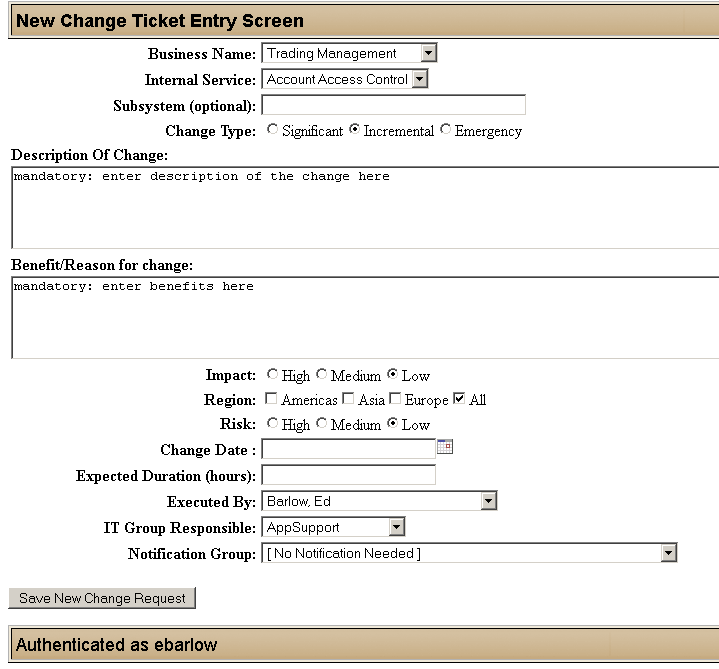 New Change Ticket Entry Screen
Business Name: Trading Management
Internal Service: Account Access Control
Subsystem (optional):
Change Type: Significant Incremental Emergency
Description Of Change:
mandatory: enter description of the change here
Benefit/Reason for change:
mandatory: enter benefits here
Impact: High Medium Low
Region: Americas Asia Europe All
Risk: High Medium Low
Change Date :
Expected Duration (hours):
Executed By: Barlow, Ed
IT Group Responsible: AppSupport
Notification Group: [ No Notification Needed ]
Save New Change Request
Authenticated as ebarlow